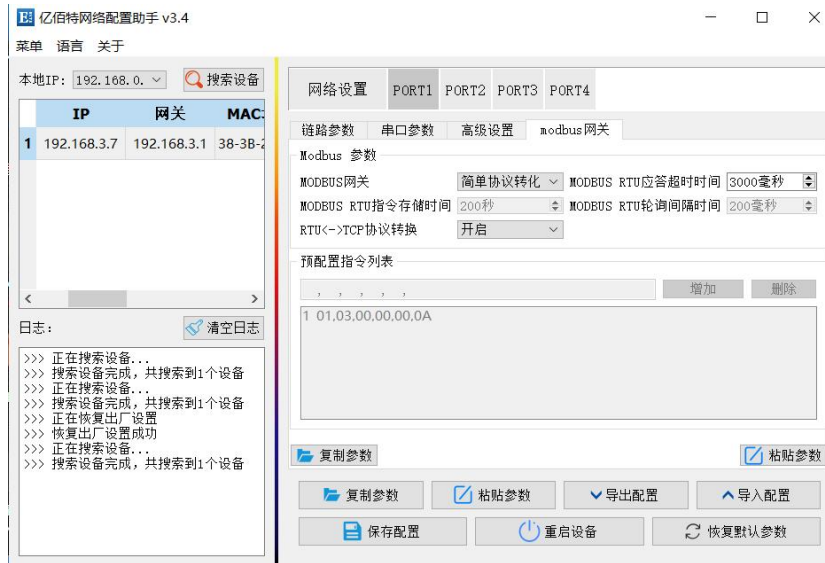 亿佰特网络配置助手 v3.4
菜单 语言 关于
本地IP: 192.168.0. 搜索设备
IP 网关 MAC:
1 192.168.3.7 192.168.3.1 38-3B-2
日志: 清空日志
>>> 正在搜索设备...
>>> 搜索设备完成，共搜索到1个设备
>>> 正在搜索设备...
>>> 搜索设备完成，共搜索到1个设备
>>> 正在恢复出厂设置
>>> 恢复出厂设置成功
>>> 正在搜索设备...
>>> 搜索设备完成，共搜索到1个设备
网络设置 PORT1 PORT2 PORT3 PORT4
链路参数 串口参数 高级设置 modbus网关
Modbus 参数
MODBUS网关 简单协议转化 MODBUS RTU应答超时时间 3000毫秒
MODBUS RTU指令存储时间 200秒 MODBUS RTU轮询间隔时间 200毫秒
RTU<->TCP协议转换 开启
预配置指令列表
, , , , , 增加 删除
1 01,03,00,00,00,0A
复制参数 粘贴参数
复制参数 粘贴参数 导出配置 导入配置
保存配置 重启设备 恢复默认参数